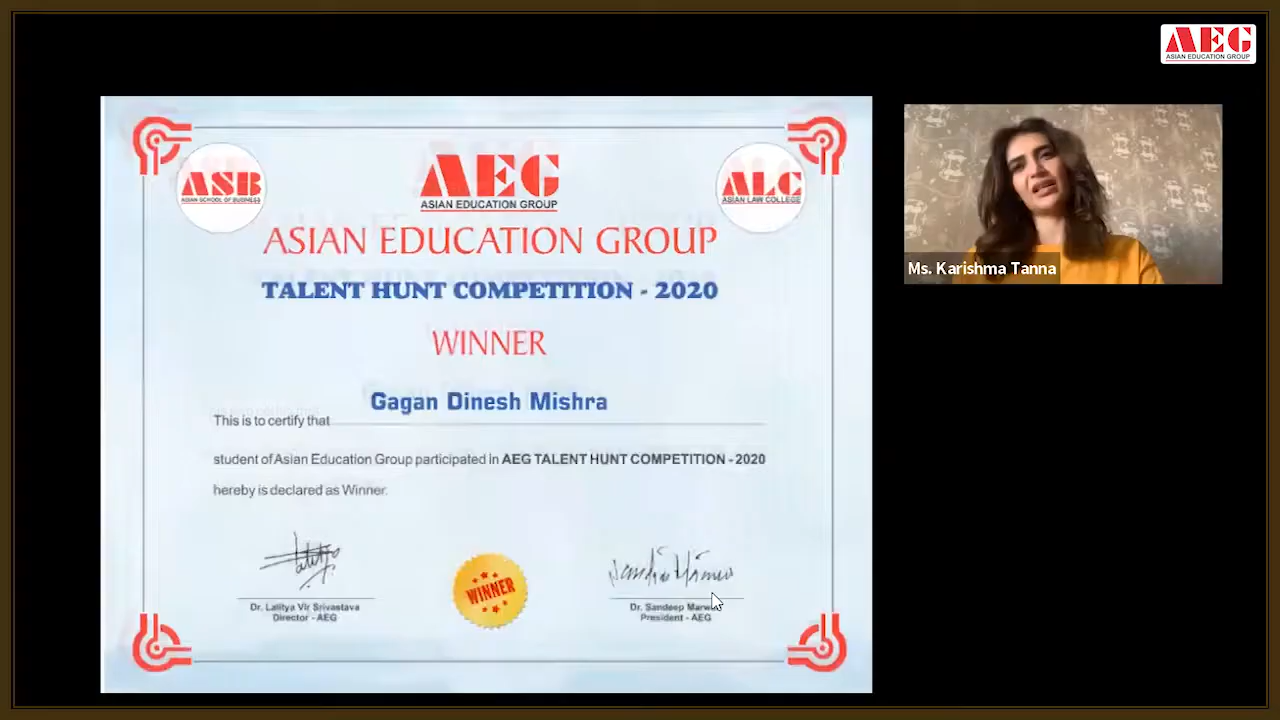 AEG
ASIAN EDUCATION GROUP
ASB
ASIAN SCHOOL OF BUSINESS
AEG
ASIAN EDUCATION GROUP
ALC
ASIAN LAW COLLEGE
ASIAN EDUCATION GROUP
TALENT HUNT COMPETITION - 2020
WINNER
Gagan Dinesh Mishra
This is to certify that
student of Asian Education Group participated in AEG TALENT HUNT COMPETITION - 2020
hereby is declared as Winner.
WINNER
Dr. Lalitya Vir Srivastava
Director - AEG
Dr. Sandeep
President - AEG
Ms. Karishma Tanna